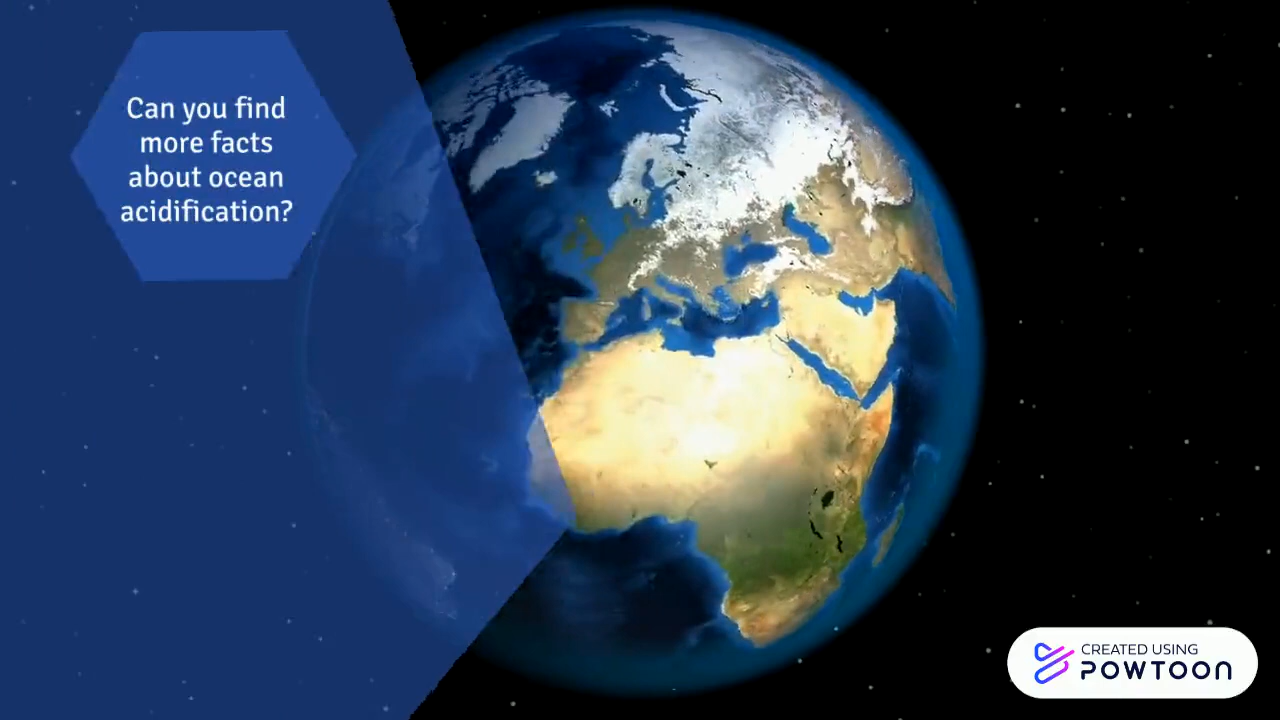 Can you find
more facts
about ocean
acidification?
CREATED USING
POWTOON